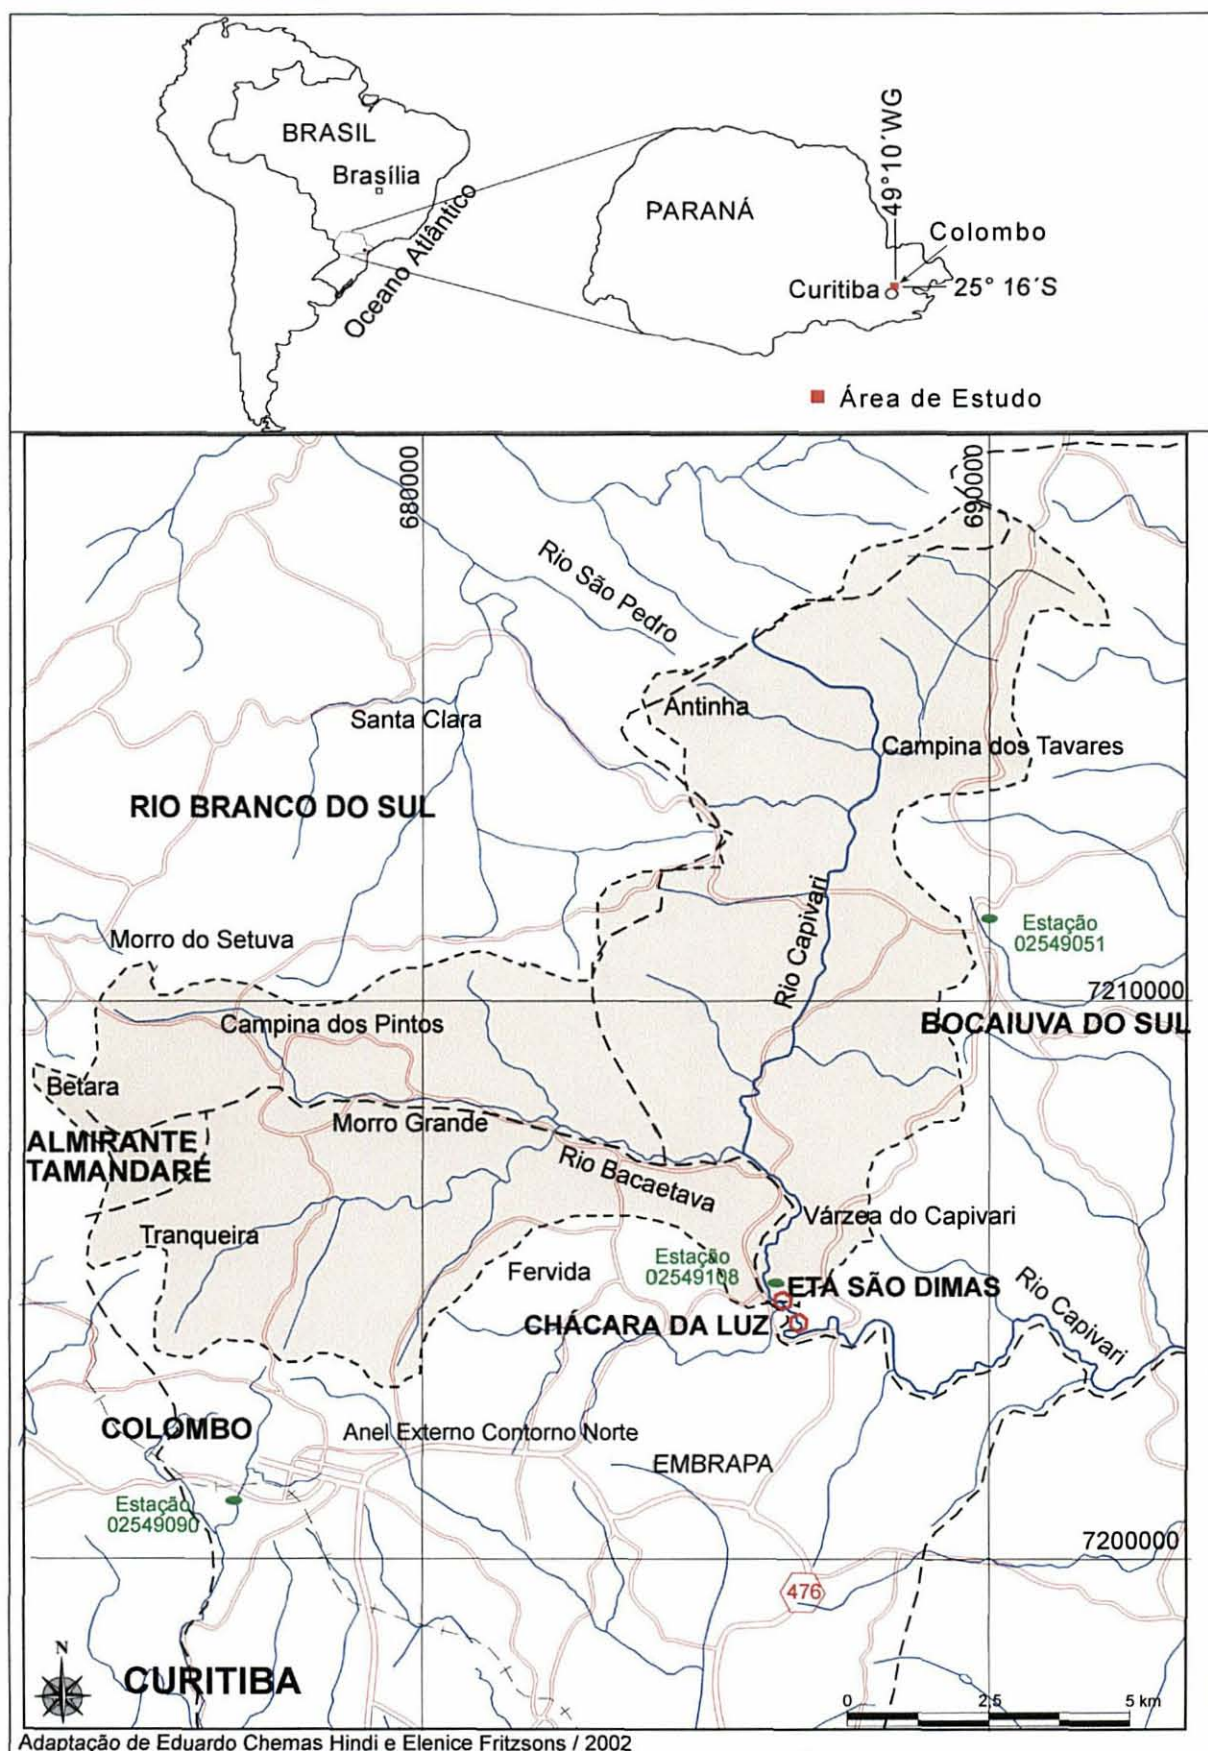 BRASIL
Brasília
Oceano Atlântico
PARANÁ
49°10´WG
Colombo
Curitiba
25° 16´S
Área de Estudo
680000
690000
Rio São Pedro
Antinha
Santa Clara
Campina dos Tavares
RIO BRANCO DO SUL
Rio Capivari
Estação
02549051
Morro do Setuva
7210000
Campina dos Pintos
BOCAIUVA DO SUL
Betara
Morro Grande
ALMIRANTE
TAMANDARÉ
Rio Bacaetava
Várzea do Capivari
Tranqueira
Estação
02549108
Fervida
ETA SÃO DIMAS
Rio Capivari
CHÁCARA DA LUZ
COLOMBO
Anel Externo Contorno Norte
EMBRAPA
Estação
02549090
7200000
476
N
CURITIBA
0 2,5 5 km
Adaptação de Eduardo Chemas Hindi e Elenice Fritzsons / 2002